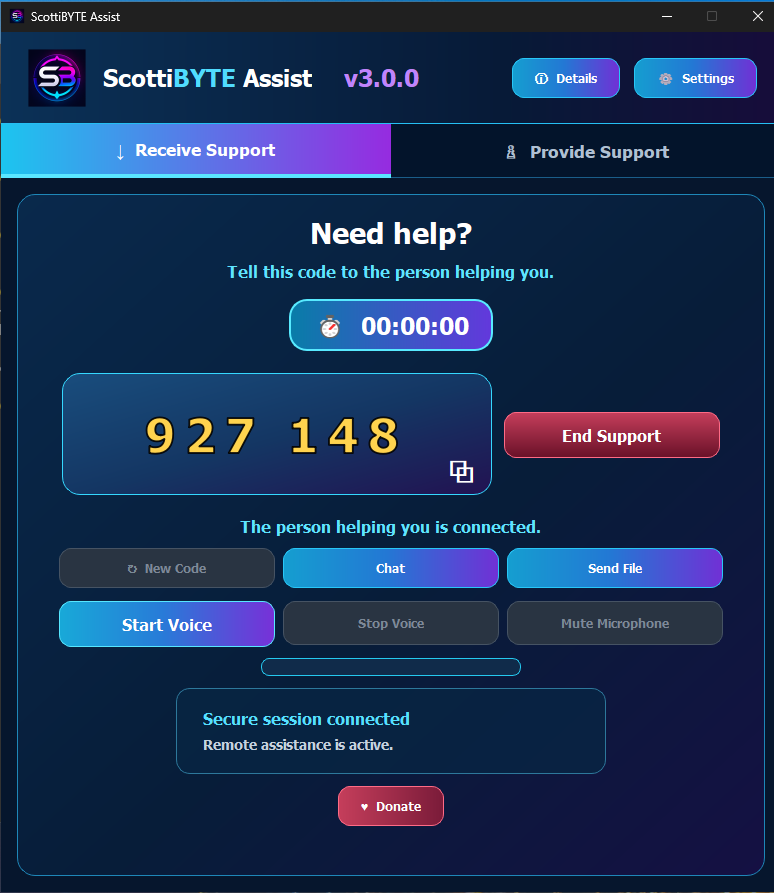 ScottiBYTE Assist
SB
ScottiBYTE Assist v3.0.0
Details
Settings
Receive Support
Provide Support
Need help?
Tell this code to the person helping you.
00:00:00
927 148
End Support
The person helping you is connected.
New Code
Chat
Send File
Start Voice
Stop Voice
Mute Microphone
Secure session connected
Remote assistance is active.
Donate